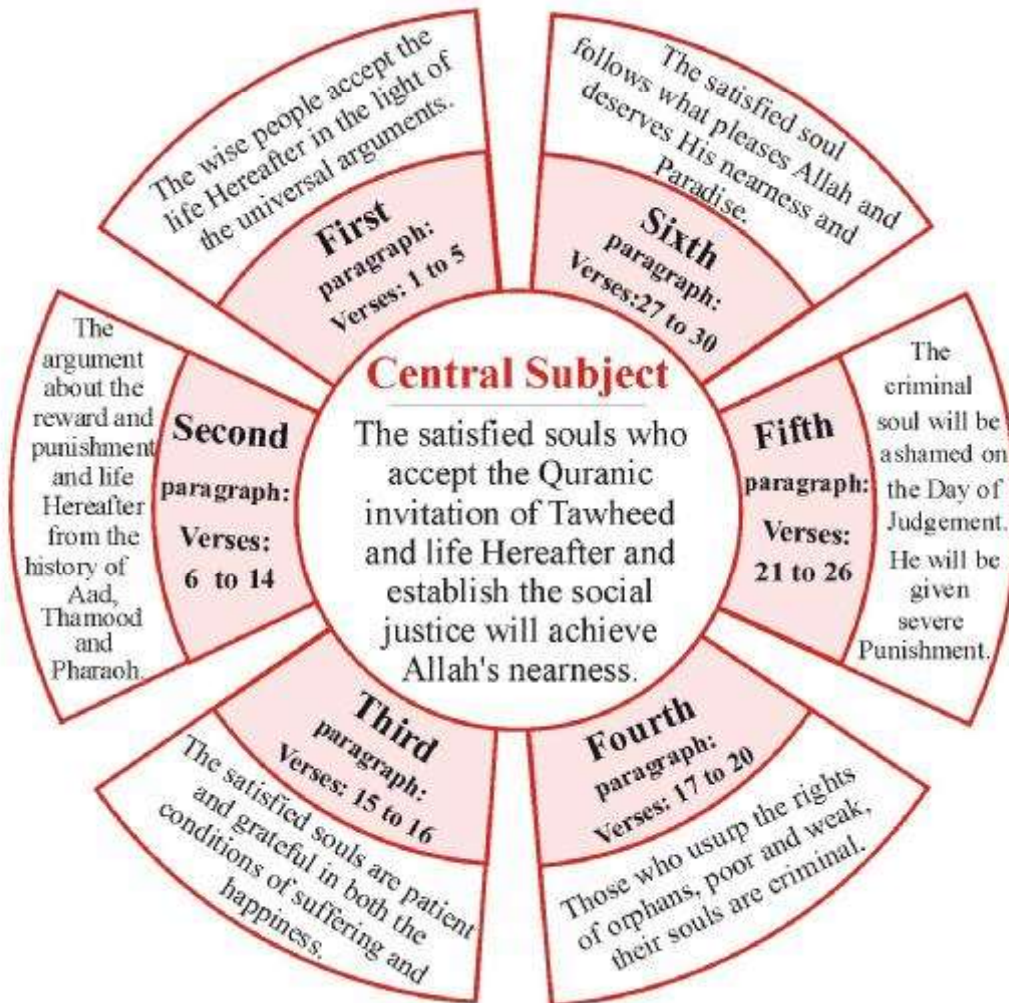 Central Subject
The satisfied souls who
accept the Quranic
invitation of Tawheed
and life Hereafter and
establish the social
justice will achieve
Allah's nearness.
First
paragraph:
Verses: 1 to 5
The wise people accept the
life Hereafter in the light of
the universal arguments.
Second
paragraph:
Verses:
6 to 14
The
argument
about the
reward and
punishment
and life
Hereafter
from the
history of
Aad,
Thamood
and
Pharaoh.
Third
paragraph:
Verses: 15 to 16
The satisfied souls are patient
and grateful in both the
conditions of suffering and
happiness.
Fourth
paragraph:
Verses: 17 to 20
Those who usurp the rights
of orphans, poor and weak,
their souls are criminal.
Fifth
paragraph:
Verses:
21 to 26
The
criminal
soul will be
ashamed on
the Day of
Judgement.
He will be
given
severe
Punishment.
Sixth
paragraph:
Verses:27 to 30
The satisfied soul
follows what pleases Allah and
deserves His nearness and
Paradise.